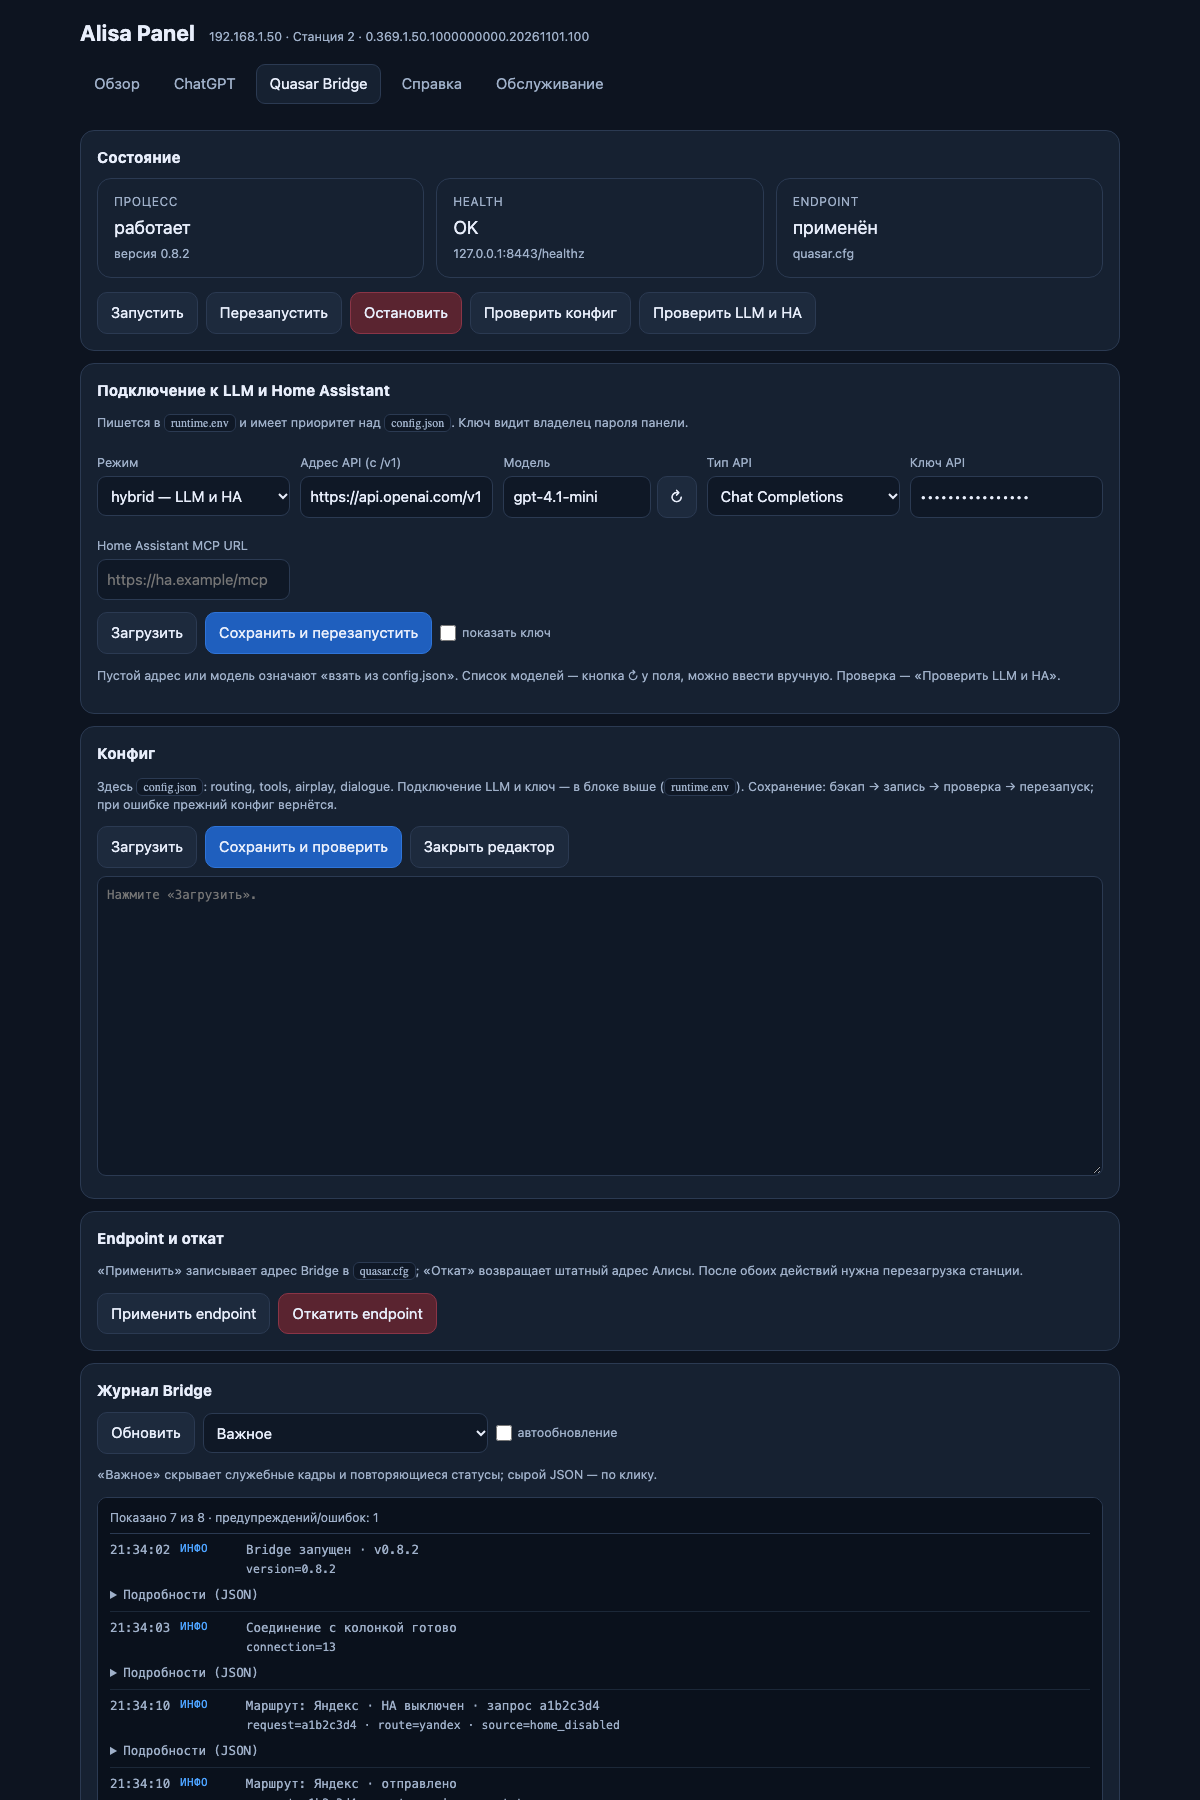 Alisa Panel 192.168.1.50 · Станция 2 · 0.369.1.50.1000000000.20261101.100
Обзор ChatGPT Quasar Bridge Справка Обслуживание
Состояние
ПРОЦЕСС
работает
версия 0.8.2
HEALTH
OK
127.0.0.1:8443/healthz
ENDPOINT
применён
quasar.cfg
Запустить Перезапустить Остановить Проверить конфиг Проверить LLM и HA
Подключение к LLM и Home Assistant
Пишется в runtime.env и имеет приоритет над config.json. Ключ видит владелец пароля панели.
Режим Адрес API (с /v1) Модель Тип API Ключ API
hybrid — LLM и HA https://api.openai.com/v1 gpt-4.1-mini ↻ Chat Completions ••••••••••••••••
Home Assistant MCP URL
https://ha.example/mcp
Загрузить Сохранить и перезапустить показать ключ
Пустой адрес или модель означают «взять из config.json». Список моделей — кнопка ↻ у поля, можно ввести вручную. Проверка — «Проверить LLM и HA».
Конфиг
Здесь config.json: routing, tools, airplay, dialogue. Подключение LLM и ключ — в блоке выше (runtime.env). Сохранение: бэкап → запись → проверка → перезапуск;
при ошибке прежний конфиг вернётся.
Загрузить Сохранить и проверить Закрыть редактор
Нажмите «Загрузить».
Endpoint и откат
«Применить» записывает адрес Bridge в quasar.cfg; «Откат» возвращает штатный адрес Алисы. После обоих действий нужна перезагрузка станции.
Применить endpoint Откатить endpoint
Журнал Bridge
Обновить Важное автообновление
«Важное» скрывает служебные кадры и повторяющиеся статусы; сырой JSON — по клику.
Показано 7 из 8 · предупреждений/ошибок: 1
21:34:02 ИНФО Bridge запущен · v0.8.2
version=0.8.2
▶ Подробности (JSON)
21:34:03 ИНФО Соединение с колонкой готово
connection=13
▶ Подробности (JSON)
21:34:10 ИНФО Маршрут: Яндекс · HA выключен · запрос a1b2c3d4
request=a1b2c3d4 · route=yandex · source=home_disabled
▶ Подробности (JSON)
21:34:10 ИНФО Маршрут: Яндекс · отправлено